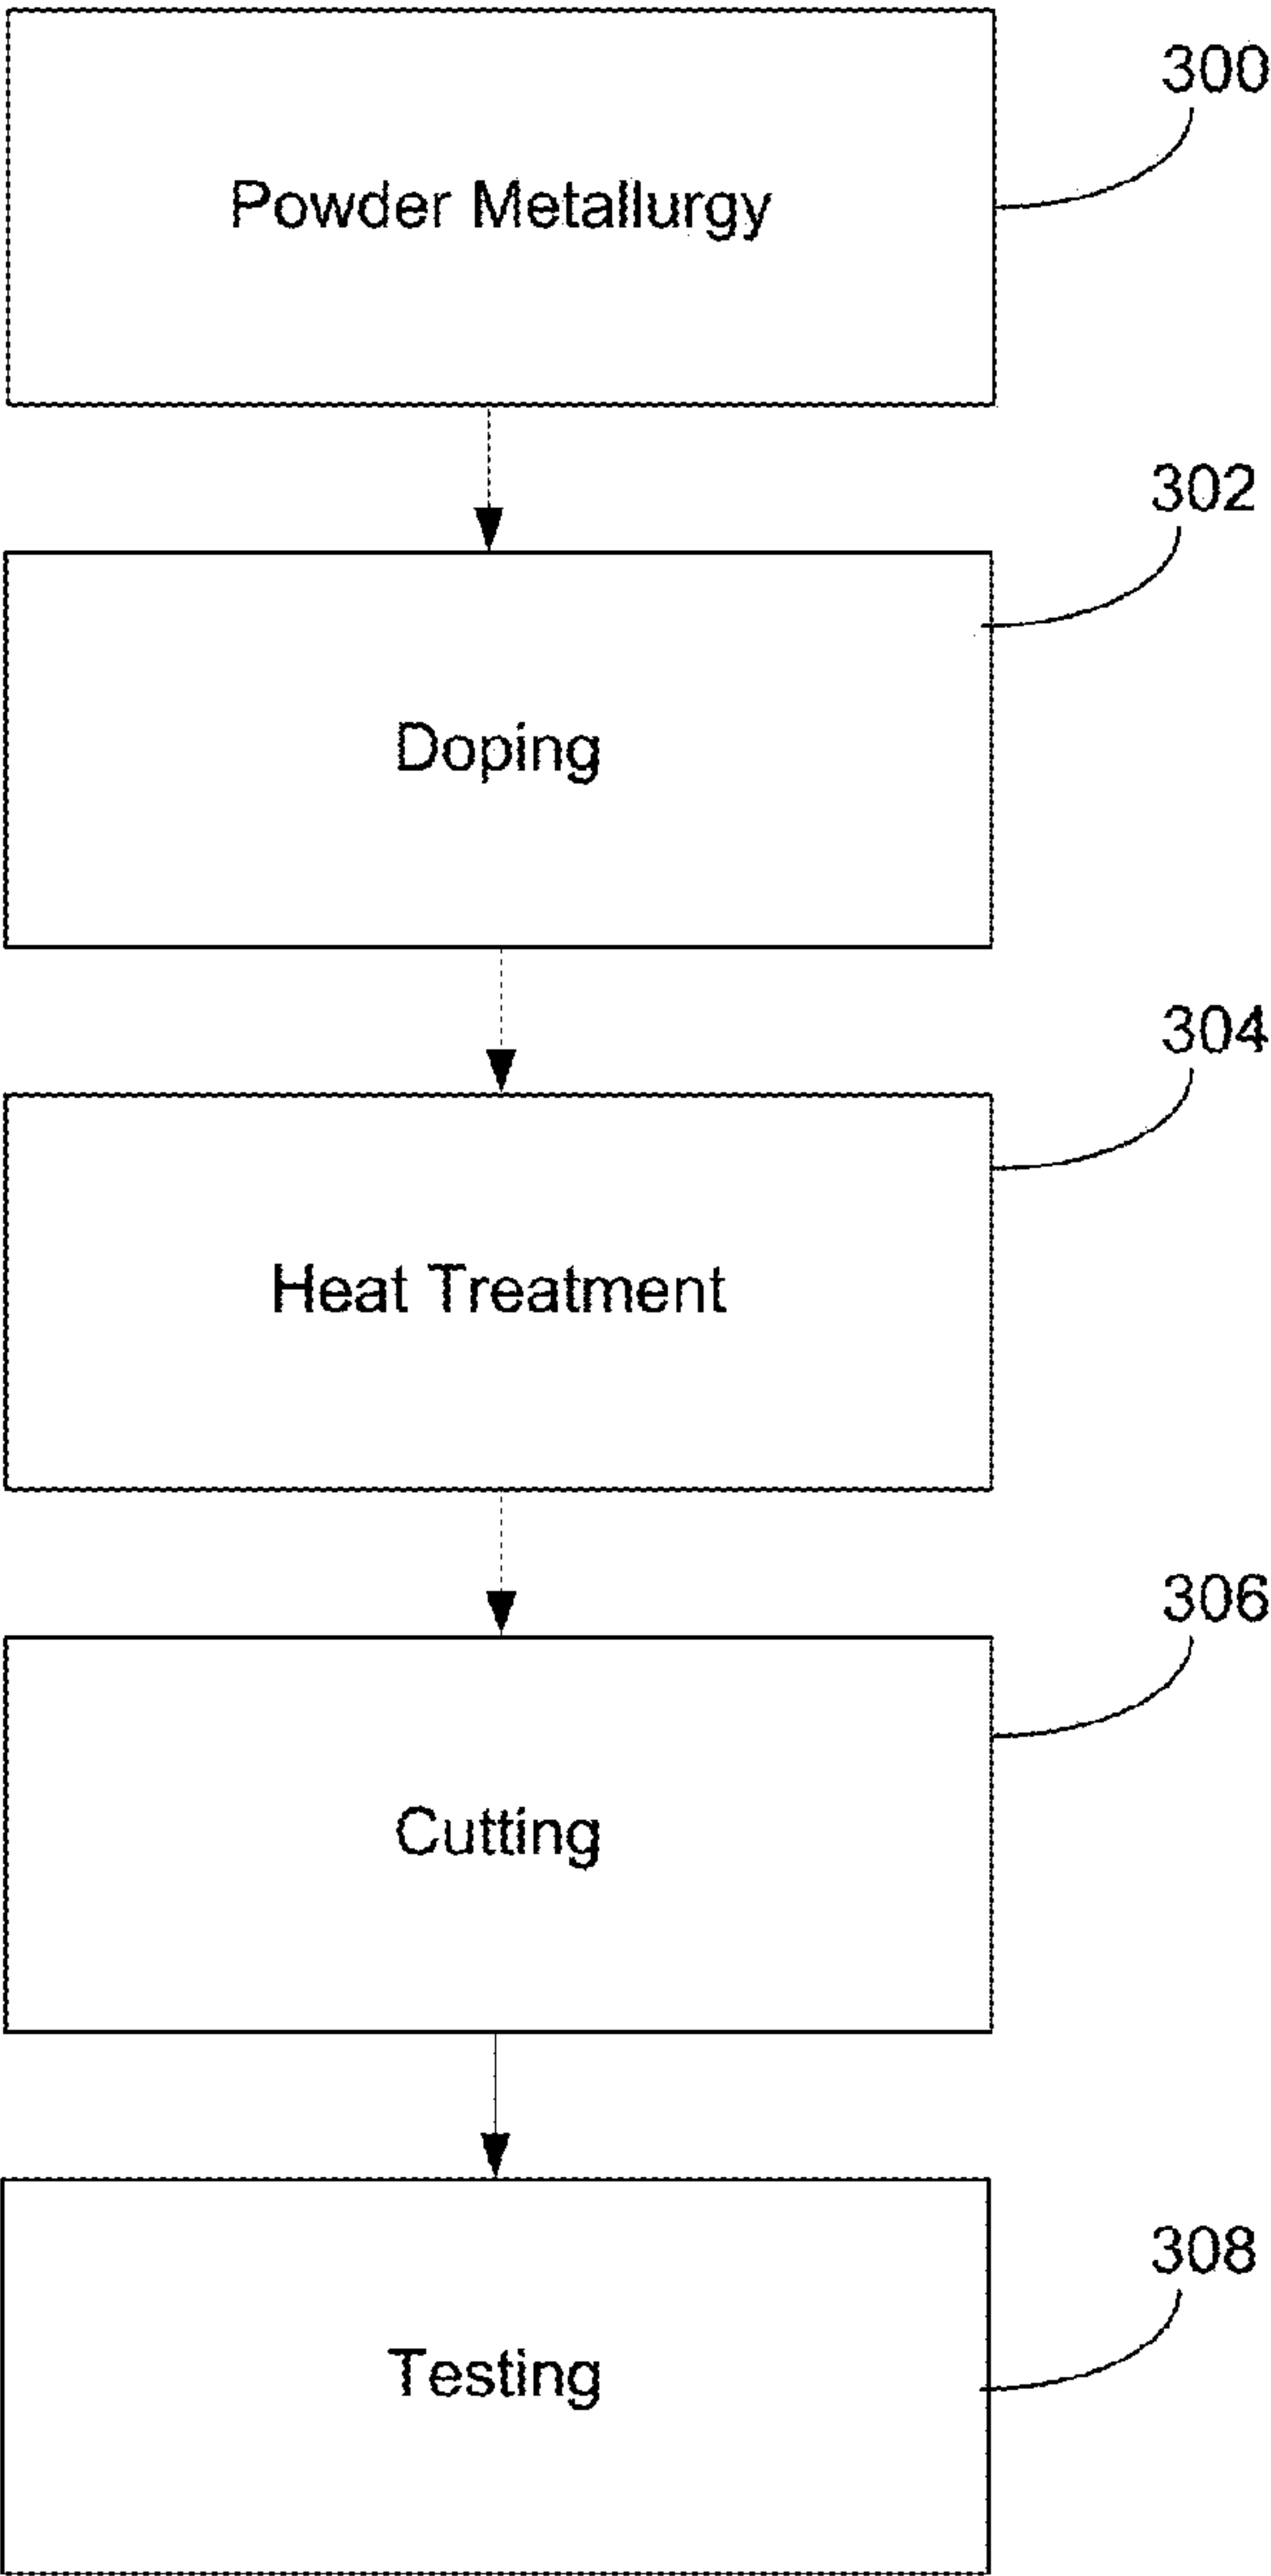 300
Powder Metallurgy
302
Doping
304
Heat Treatment
306
Cutting
308
Testing